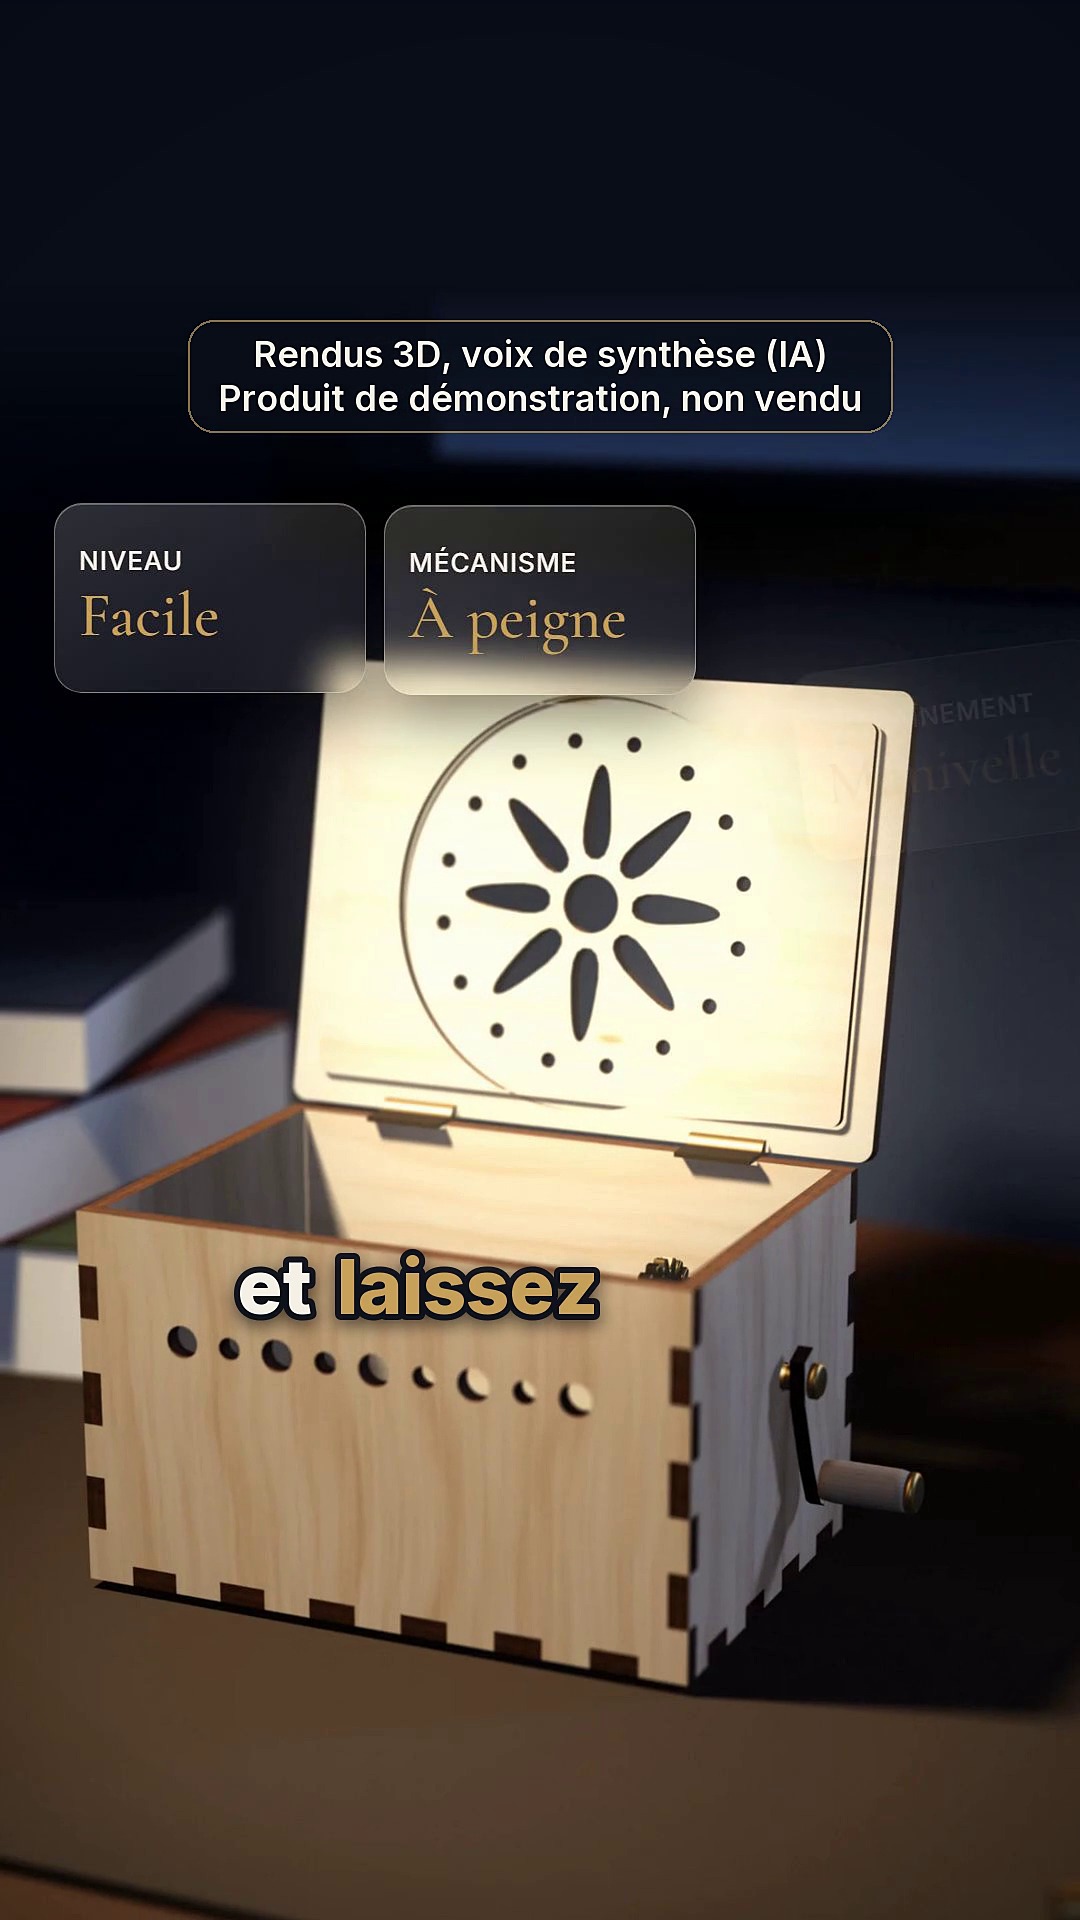 Rendus 3D, voix de synthèse (IA)
Produit de démonstration, non vendu
NIVEAU
Facile
MÉCANISME
À peigne
et laissez